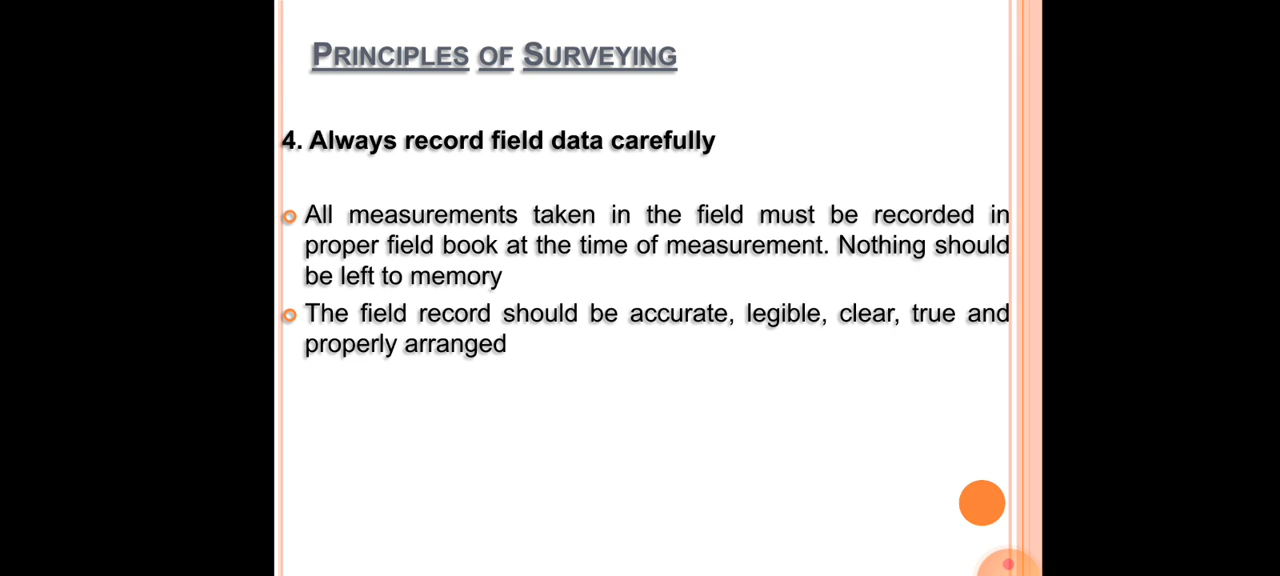 PRINCIPLES OF SURVEYING
4. Always record field data carefully
All measurements taken in the field must be recorded in
proper field book at the time of measurement. Nothing should
be left to memory
The field record should be accurate, legible, clear, true and
properly arranged